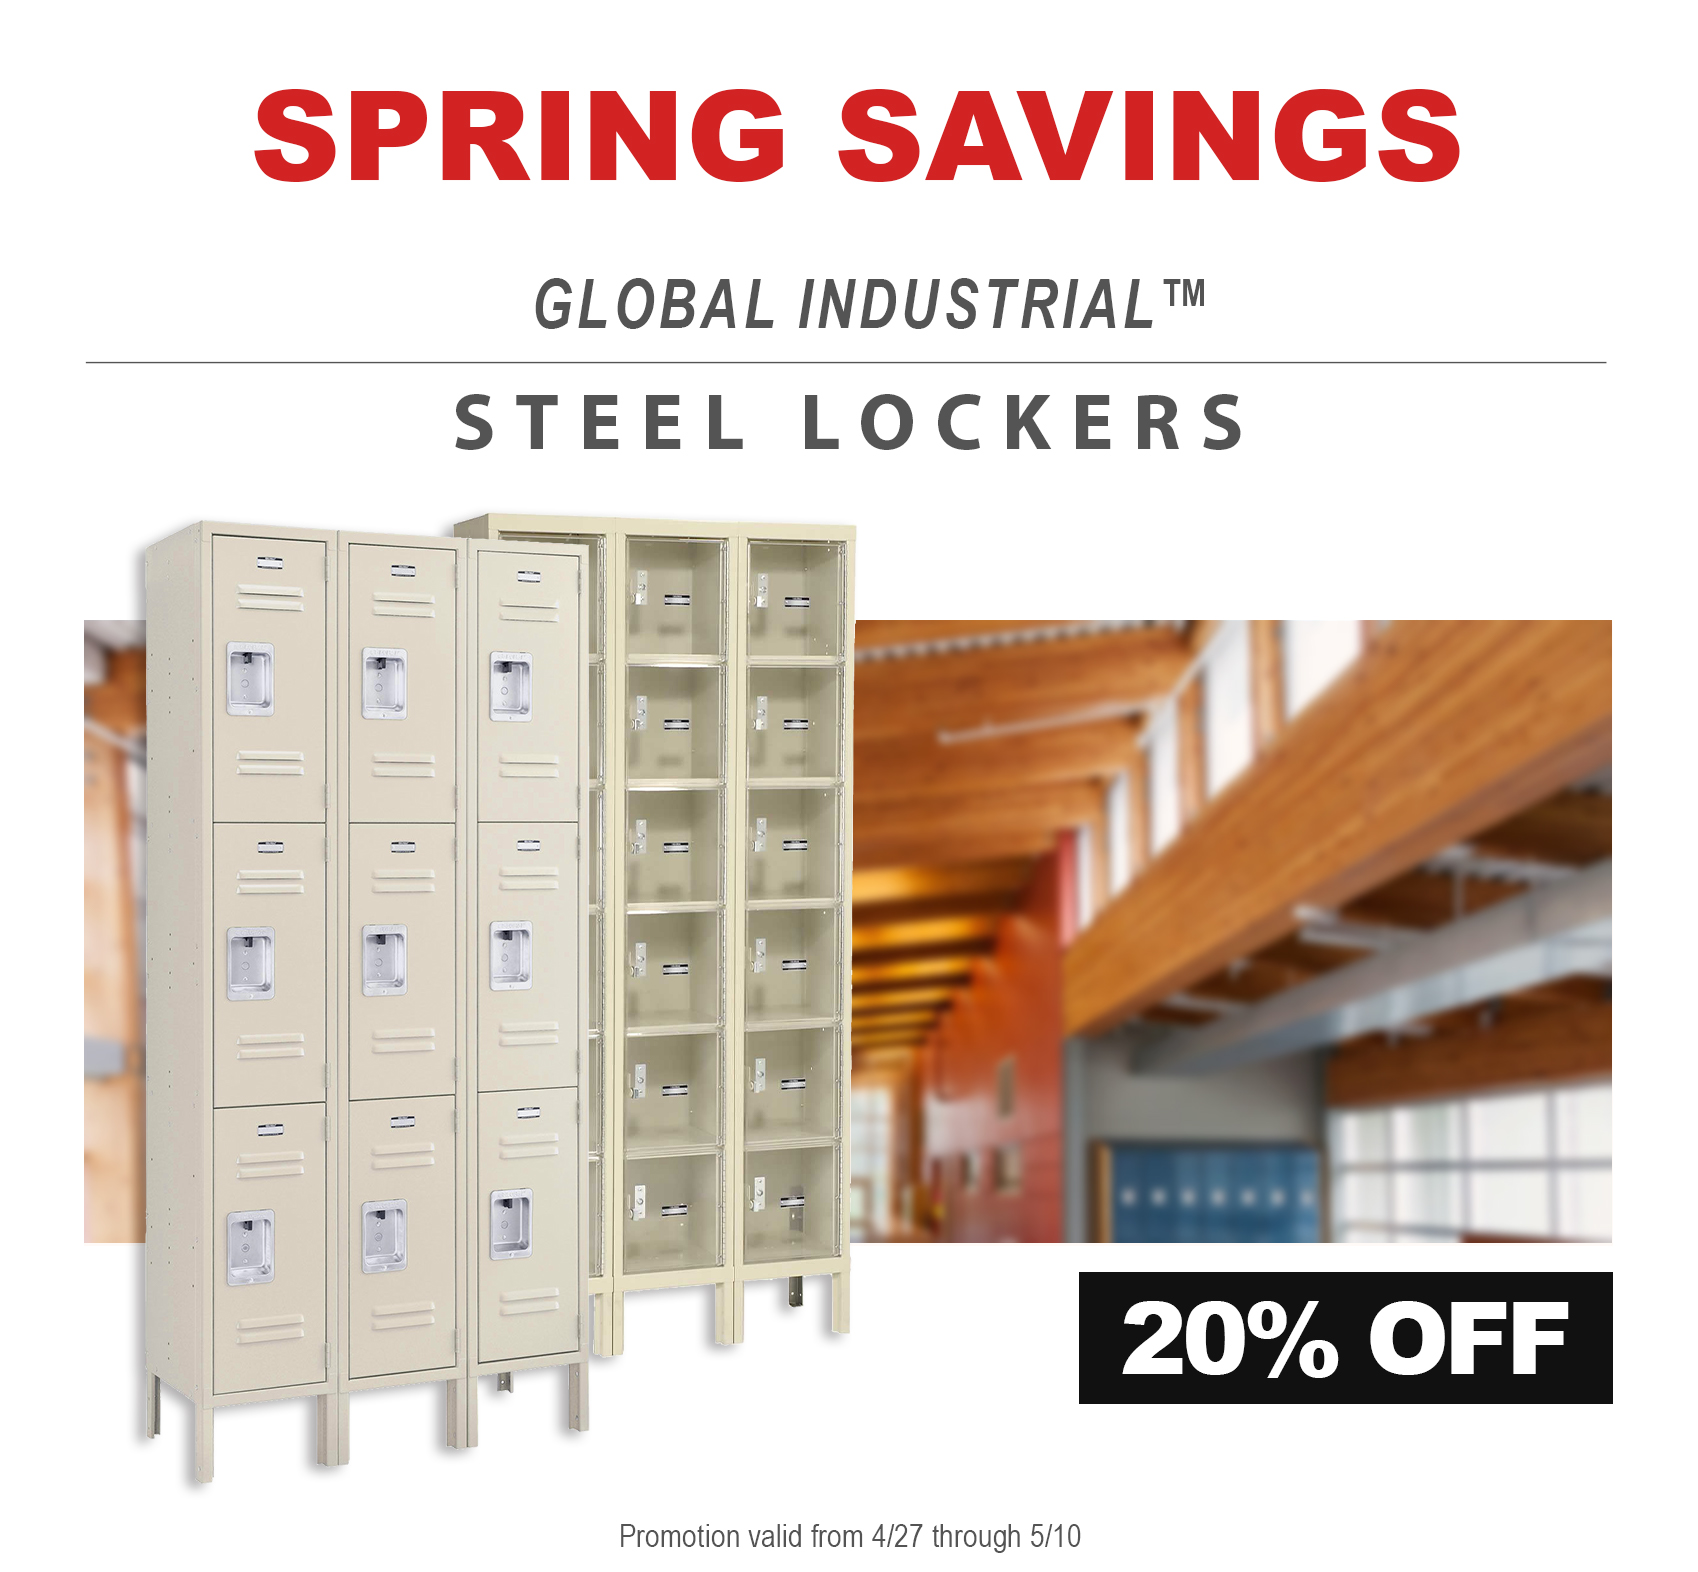 SPRING SAVINGS
GLOBAL INDUSTRIAL™
STEEL LOCKERS
20% OFF
Promotion valid from 4/27 through 5/10